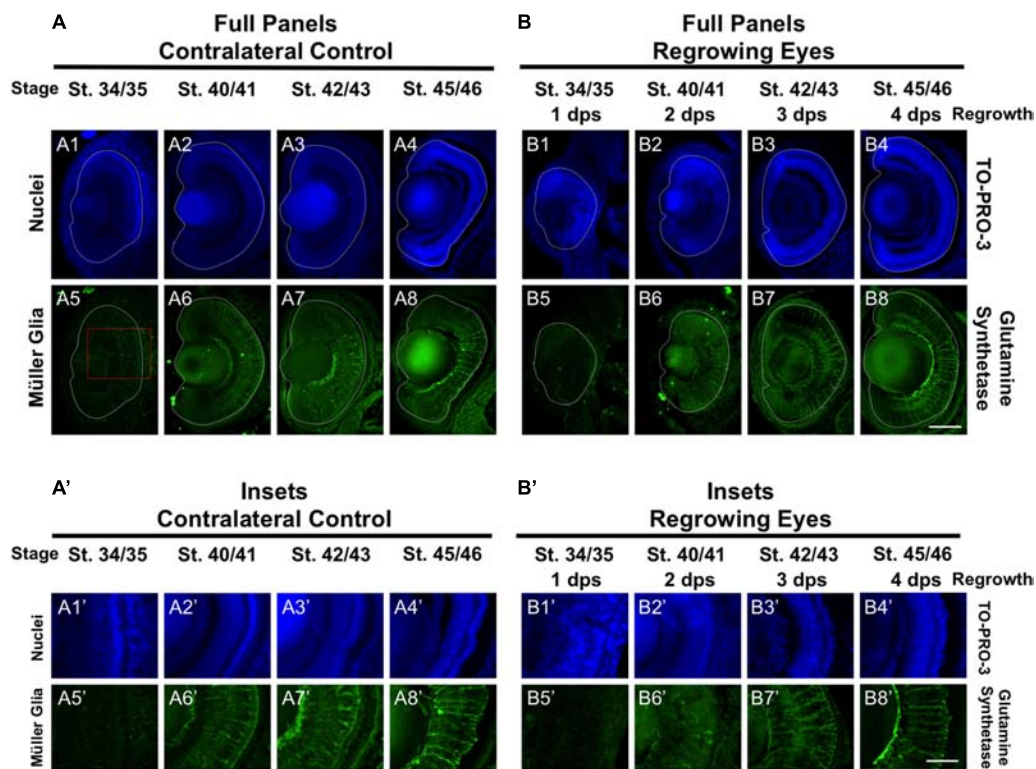 A
Full Panels
Contralateral Control
Stage St. 34/35 St. 40/41 St. 42/43 St. 45/46
Nuclei
A1 A2 A3 A4
Müller Glia
A5 A6 A7 A8
B
Full Panels
Regrowing Eyes
St. 34/35 St. 40/41 St. 42/43 St. 45/46
1 dps 2 dps 3 dps 4 dps Regrowth
B1 B2 B3 B4
TO-PRO-3
B5 B6 B7 B8
Glutamine
Synthetase
A'
Insets
Contralateral Control
Stage St. 34/35 St. 40/41 St. 42/43 St. 45/46
Nuclei
A1' A2' A3' A4'
Müller Glia
A5' A6' A7' A8'
B'
Insets
Regrowing Eyes
St. 34/35 St. 40/41 St. 42/43 St. 45/46
1 dps 2 dps 3 dps 4 dps Regrowth
B1' B2' B3' B4'
TO-PRO-3
B5' B6' B7' B8'
Glutamine
Synthetase